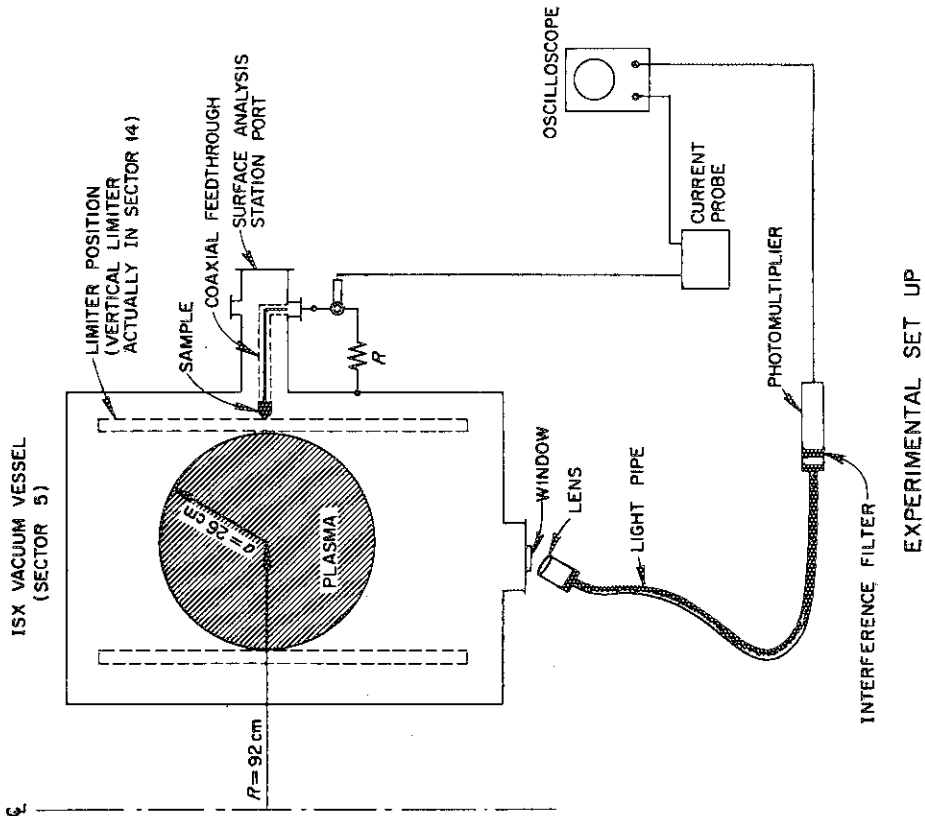 ISX VACUUM VESSEL
(SECTOR 5)
LIMITER POSITION
(VERTICAL LIMITER
ACTUALLY IN SECTOR 14)
SAMPLE
COAXIAL FEEDTHROUGH
SURFACE ANALYSIS
STATION PORT
℄
R = 92 cm
a = 26 cm
PLASMA
R
WINDOW
LENS
LIGHT PIPE
CURRENT
PROBE
OSCILLOSCOPE
PHOTOMULTIPLIER
INTERFERENCE FILTER
EXPERIMENTAL SET UP